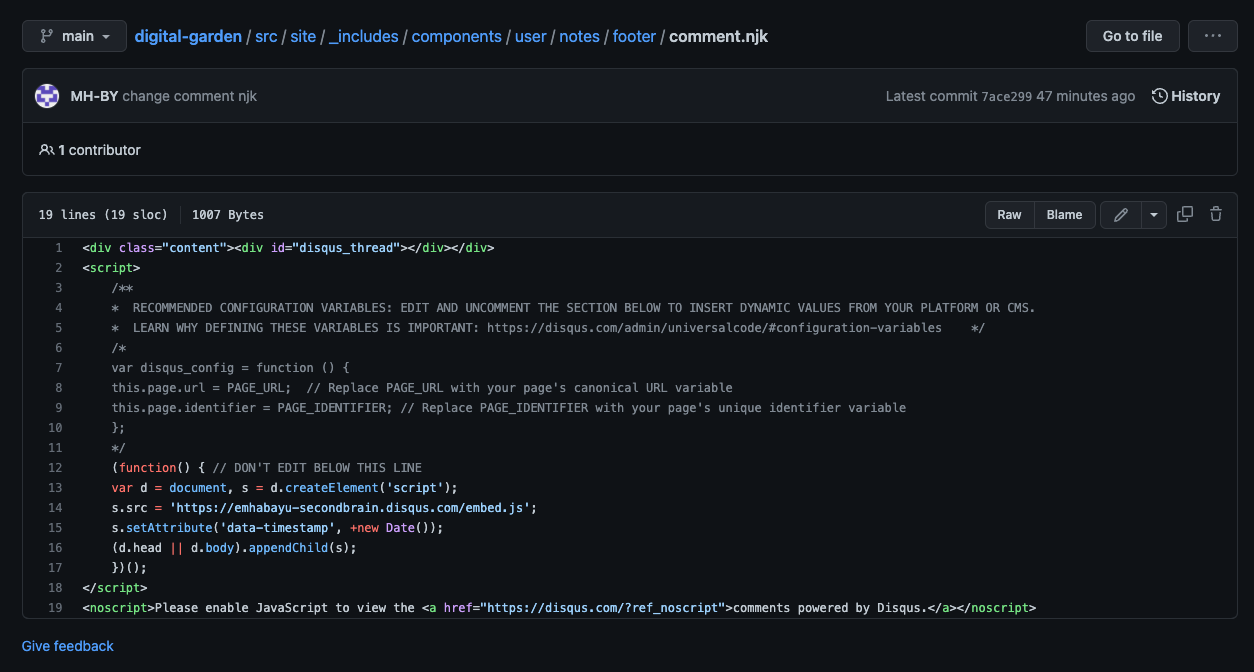 main
digital-garden / src / site / _includes / components / user / notes / footer / comment.njk
Go to file
···
MH-BY change comment njk
Latest commit 7ace299 47 minutes ago
History
1 contributor
19 lines (19 sloc)
1007 Bytes
Raw
Blame
1 <div class="content"><div id="disqus_thread"></div></div>
2 <script>
3     /**
4     *  RECOMMENDED CONFIGURATION VARIABLES: EDIT AND UNCOMMENT THE SECTION BELOW TO INSERT DYNAMIC VALUES FROM YOUR PLATFORM OR CMS.
5     *  LEARN WHY DEFINING THESE VARIABLES IS IMPORTANT: https://disqus.com/admin/universalcode/#configuration-variables    */
6     /*
7     var disqus_config = function () {
8     this.page.url = PAGE_URL;  // Replace PAGE_URL with your page's canonical URL variable
9     this.page.identifier = PAGE_IDENTIFIER; // Replace PAGE_IDENTIFIER with your page's unique identifier variable
10     };
11     */
12     (function() { // DON'T EDIT BELOW THIS LINE
13     var d = document, s = d.createElement('script');
14     s.src = 'https://emhabayu-secondbrain.disqus.com/embed.js';
15     s.setAttribute('data-timestamp', +new Date());
16     (d.head || d.body).appendChild(s);
17     })();
18 </script>
19 <noscript>Please enable JavaScript to view the <a href="https://disqus.com/?ref_noscript">comments powered by Disqus.</a></noscript>
Give feedback